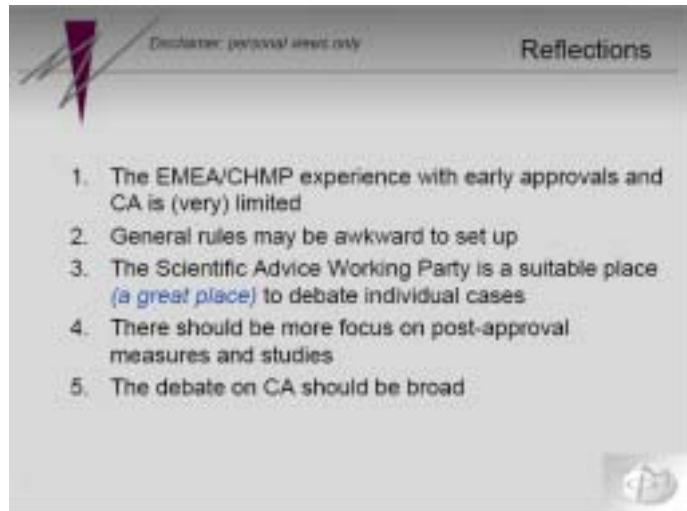 Disclaimer: personal views only
Reflections
1. The EMEA/CHMP experience with early approvals and
CA is (very) limited
2. General rules may be awkward to set up
3. The Scientific Advice Working Party is a suitable place
(a great place) to debate individual cases
4. There should be more focus on post-approval
measures and studies
5. The debate on CA should be broad